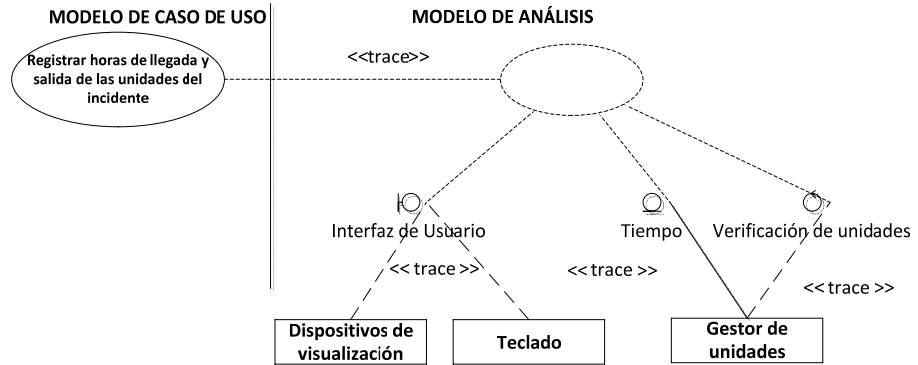 MODELO DE CASO DE USO
MODELO DE ANÁLISIS
<<trace>>
Registrar horas de llegada y
salida de las unidades del
incidente
Interfaz de Usuario
Tiempo
Verificación de unidades
<< trace >>
<< trace >>
<< trace >>
Dispositivos de
visualización
Teclado
Gestor de
unidades